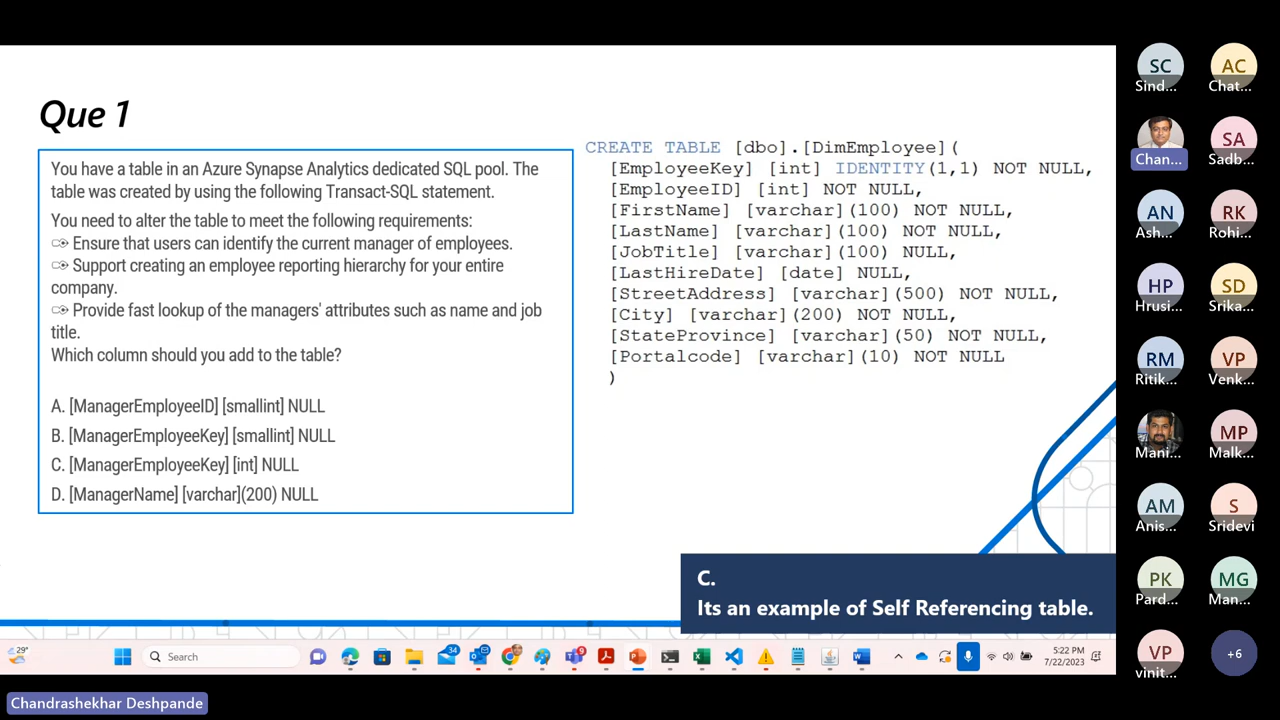 Que 1
You have a table in an Azure Synapse Analytics dedicated SQL pool. The
table was created by using the following Transact-SQL statement.
You need to alter the table to meet the following requirements:
Ensure that users can identify the current manager of employees.
Support creating an employee reporting hierarchy for your entire
company.
Provide fast lookup of the managers' attributes such as name and job
title.
Which column should you add to the table?
A. [ManagerEmployeeID] [smallint] NULL
B. [ManagerEmployeeKey] [smallint] NULL
C. [ManagerEmployeeKey] [int] NULL
D. [ManagerName] [varchar](200) NULL
CREATE TABLE [dbo].[DimEmployee](
[EmployeeKey] [int] IDENTITY(1,1) NOT NULL,
[EmployeeID] [int] NOT NULL,
[FirstName] [varchar](100) NOT NULL,
[LastName] [varchar](100) NOT NULL,
[JobTitle] [varchar](100) NULL,
[LastHireDate] [date] NULL,
[StreetAddress] [varchar](500) NOT NULL,
[City] [varchar](200) NOT NULL,
[StateProvince] [varchar](50) NOT NULL,
[Portalcode] [varchar](10) NOT NULL
)
C.
Its an example of Self Referencing table.
SC AC
Sind... Chat...
SA
Chan... Sadb...
AN RK
Ash... Rohi...
HP SD
Hrusi... Srika...
RM VP
Ritik... Venk...
MP
Mani... Malk...
AM S
Anis... Sridevi
PK MG
Pard... Man...
VP +6
vinit...
29°
Search
34
5:22 PM
7/22/2023
Chandrashekhar Deshpande